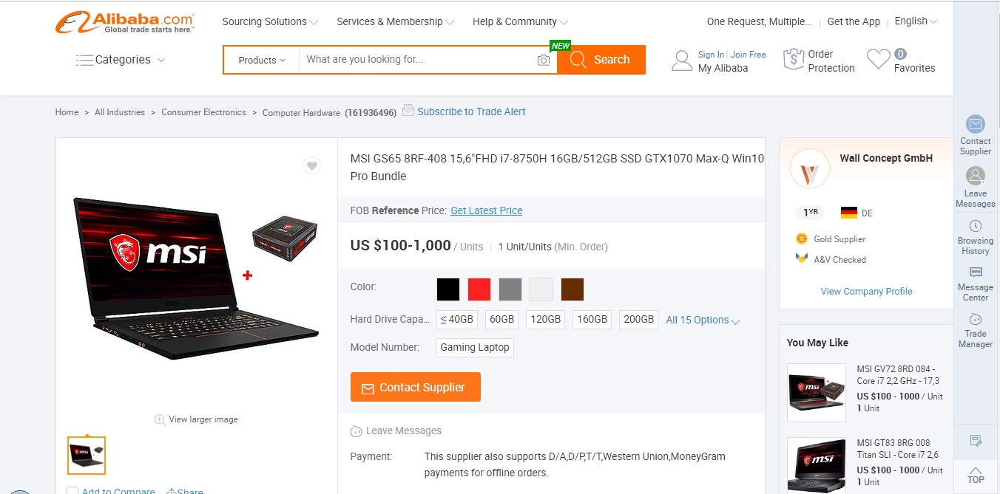 Alibaba.com
Global trade starts here.™
Sourcing Solutions
Services & Membership
Help & Community
One Request, Multiple...
Get the App
English
Categories
Products
What are you looking for...
NEW
Search
Sign In
Join Free
My Alibaba
Order
Protection
0
Favorites
Home > All Industries > Consumer Electronics > Computer Hardware (161936496)
Subscribe to Trade Alert
MSI GS65 8RF-408 15,6"FHD i7-8750H 16GB/512GB SSD GTX1070 Max-Q Win10
Pro Bundle
FOB Reference Price: Get Latest Price
US $100-1,000 / Units
1 Unit/Units (Min. Order)
Color:
Hard Drive Capa...
≤ 40GB
60GB
120GB
160GB
200GB
All 15 Options
Model Number:
Gaming Laptop
Contact Supplier
Leave Messages
Payment:
This supplier also supports D/A,D/P,T/T,Western Union,MoneyGram
payments for offline orders.
msi
msi
View larger image
msi
Add to Compare
Share
Wall Concept GmbH
1YR
DE
Gold Supplier
A&V Checked
View Company Profile
You May Like
msi
MSI GV72 8RD 084 -
Core i7 2,2 GHz - 17,3
US $100 - 1000 / Unit
1 Unit
msi
MSI GT83 8RG 008
Titan SLI - Core i7 2,6
US $100 - 1000 / Unit
1 Unit
Contact
Supplier
Leave
Messages
Browsing
History
Message
Center
Trade
Manager
TOP